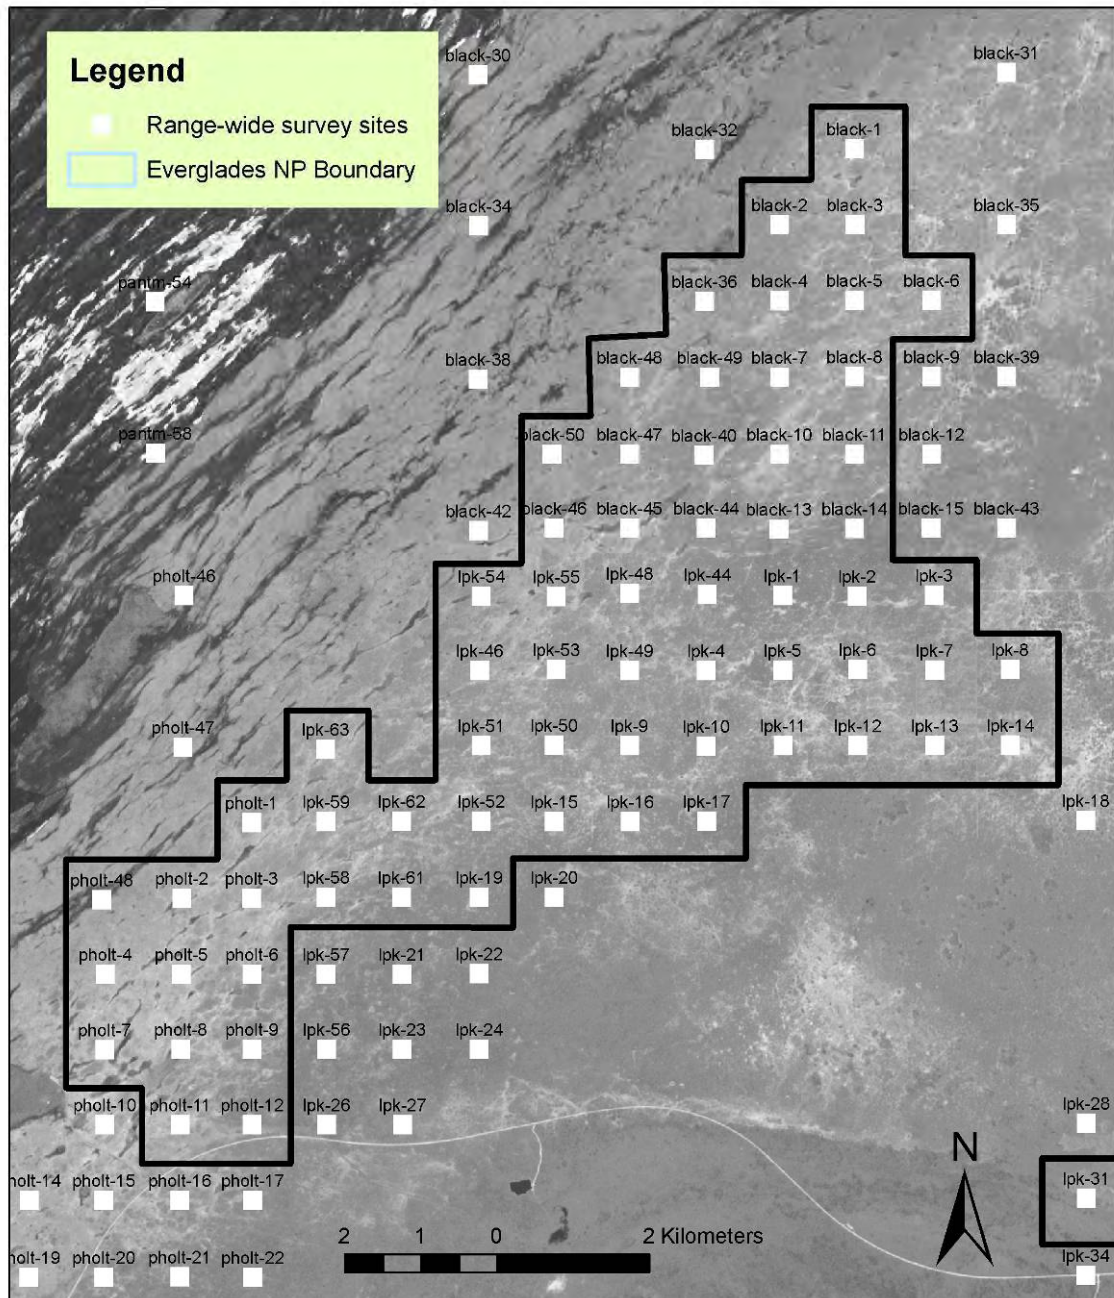 Legend
Range-wide survey sites
Everglades NP Boundary
black-30
black-31
black-32
black-1
black-34
black-2
black-3
black-35
pantm-54
black-36
black-4
black-5
black-6
black-38
black-48
black-49
black-7
black-8
black-9
black-39
pantm-58
black-50
black-47
black-40
black-10
black-11
black-12
black-42
black-46
black-45
black-44
black-13
black-14
black-15
black-43
pholt-46
lpk-54
lpk-55
lpk-48
lpk-44
lpk-1
lpk-2
lpk-3
lpk-46
lpk-53
lpk-49
lpk-4
lpk-5
lpk-6
lpk-7
lpk-8
pholt-47
lpk-63
lpk-51
lpk-50
lpk-9
lpk-10
lpk-11
lpk-12
lpk-13
lpk-14
pholt-1
lpk-59
lpk-62
lpk-52
lpk-15
lpk-16
lpk-17
lpk-18
pholt-48
pholt-2
pholt-3
lpk-58
lpk-61
lpk-19
lpk-20
pholt-4
pholt-5
pholt-6
lpk-57
lpk-21
lpk-22
pholt-7
pholt-8
pholt-9
lpk-56
lpk-23
lpk-24
pholt-10
pholt-11
pholt-12
lpk-26
lpk-27
lpk-28
N
holt-14
pholt-15
pholt-16
pholt-17
lpk-31
2 1 0 2 Kilometers
holt-19
pholt-20
pholt-21
pholt-22
lpk-34